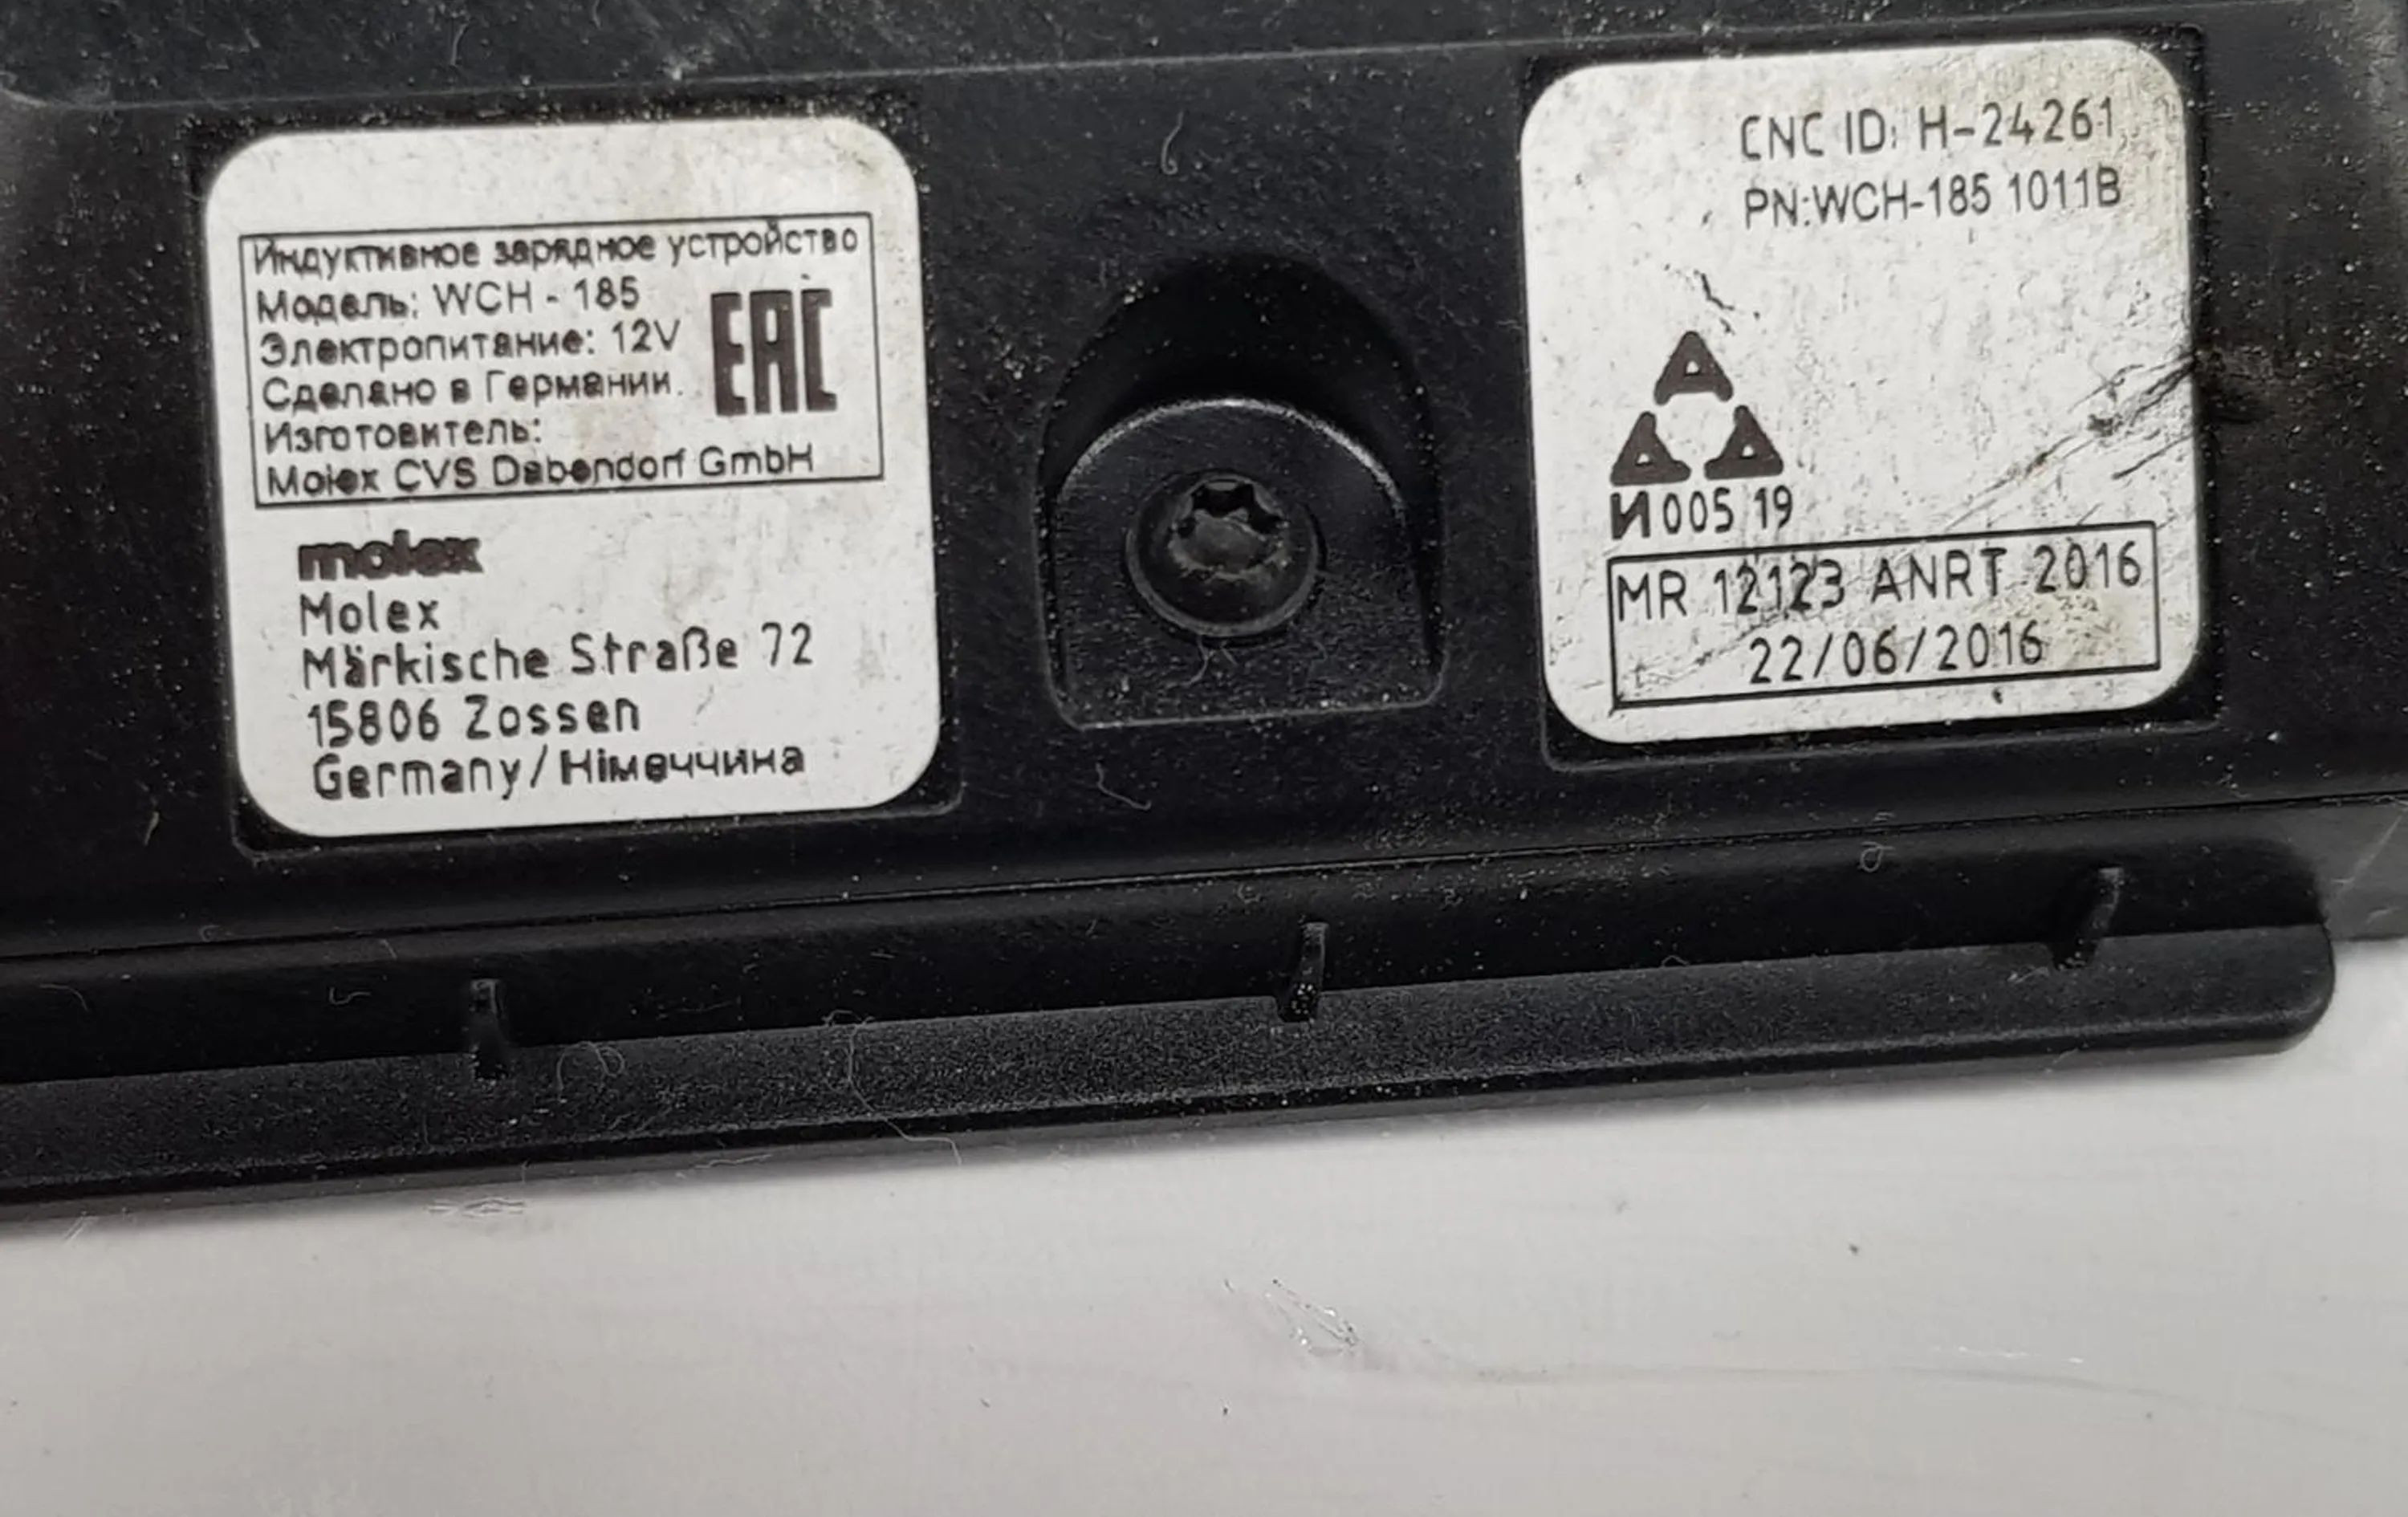 Индуктивное зарядное устройство
Модель: WCH - 185
Электропитание: 12V
Сделано в Германии.
Изготовитель:
Molex CVS Dabendorf GmbH
EAC
molex
Molex
Märkische Straße 72
15806 Zossen
Germany/Німеччина
CNC ID: H-24261
PN:WCH-185 1011B
И005 19
MR 12123 ANRT 2016
22/06/2016